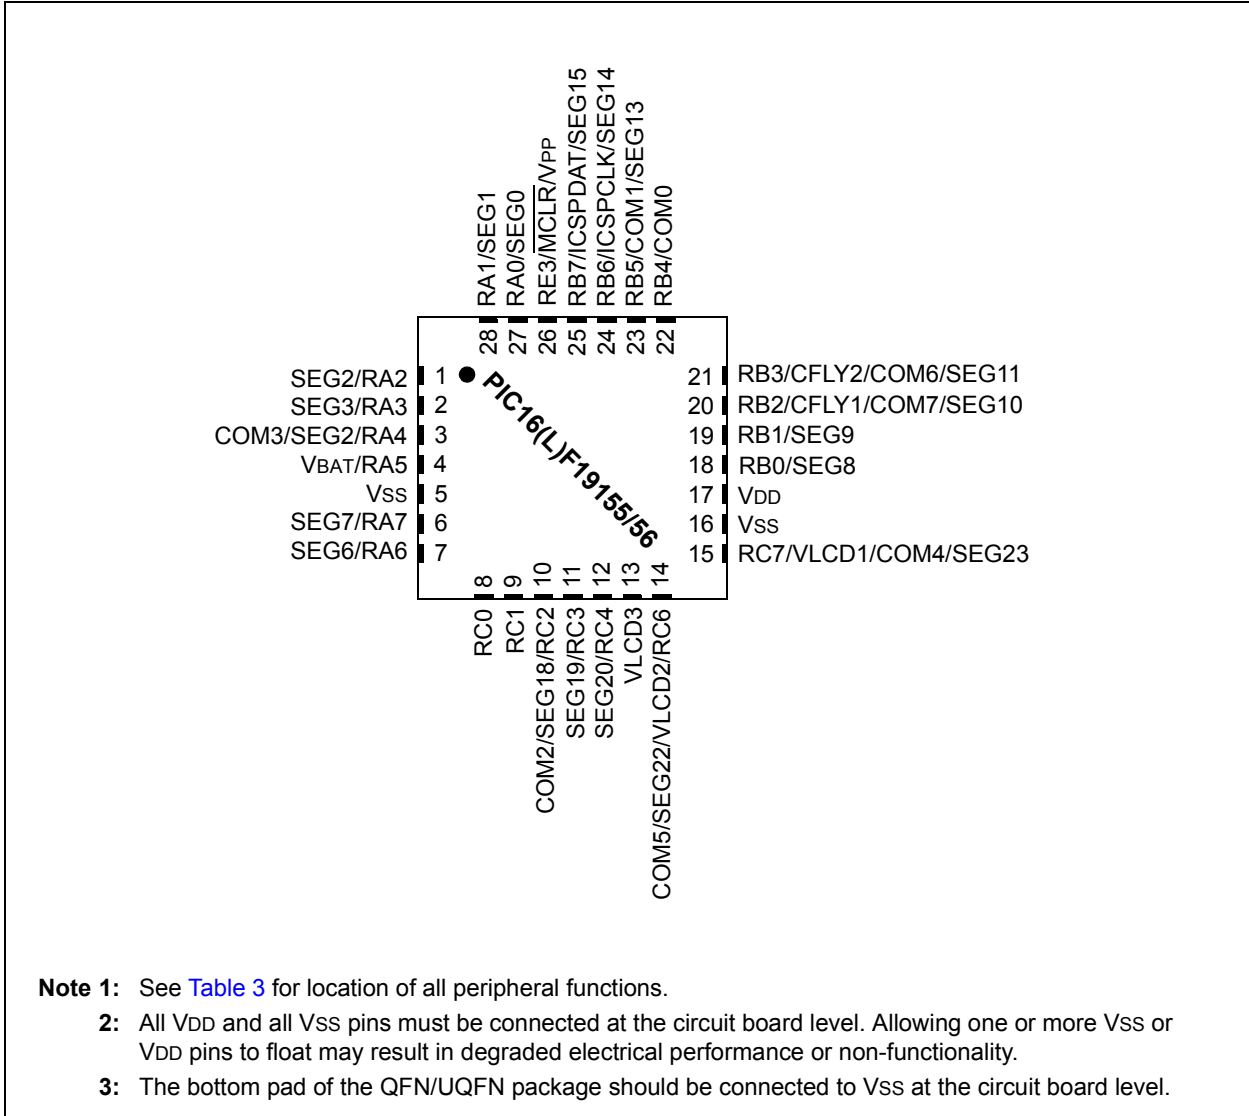 RA1/SEG1
RA0/SEG0
RE3/MCLR/VPP
RB7/ICSPDAT/SEG15
RB6/ICSPCLK/SEG14
RB5/COM1/SEG13
RB4/COM0
28
27
26
25
24
23
22
SEG2/RA2 1
SEG3/RA3 2
COM3/SEG2/RA4 3
VBAT/RA5 4
VSS 5
SEG7/RA7 6
SEG6/RA6 7
PIC16(L)F19155/56
21 RB3/CFLY2/COM6/SEG11
20 RB2/CFLY1/COM7/SEG10
19 RB1/SEG9
18 RB0/SEG8
17 VDD
16 VSS
15 RC7/VLCD1/COM4/SEG23
8
9
10
11
12
13
14
RC0
RC1
COM2/SEG18/RC2
SEG19/RC3
SEG20/RC4
VLCD3
COM5/SEG22/VLCD2/RC6
Note 1: See Table 3 for location of all peripheral functions.
2: All VDD and all VSS pins must be connected at the circuit board level. Allowing one or more VSS or
VDD pins to float may result in degraded electrical performance or non-functionality.
3: The bottom pad of the QFN/UQFN package should be connected to VSS at the circuit board level.